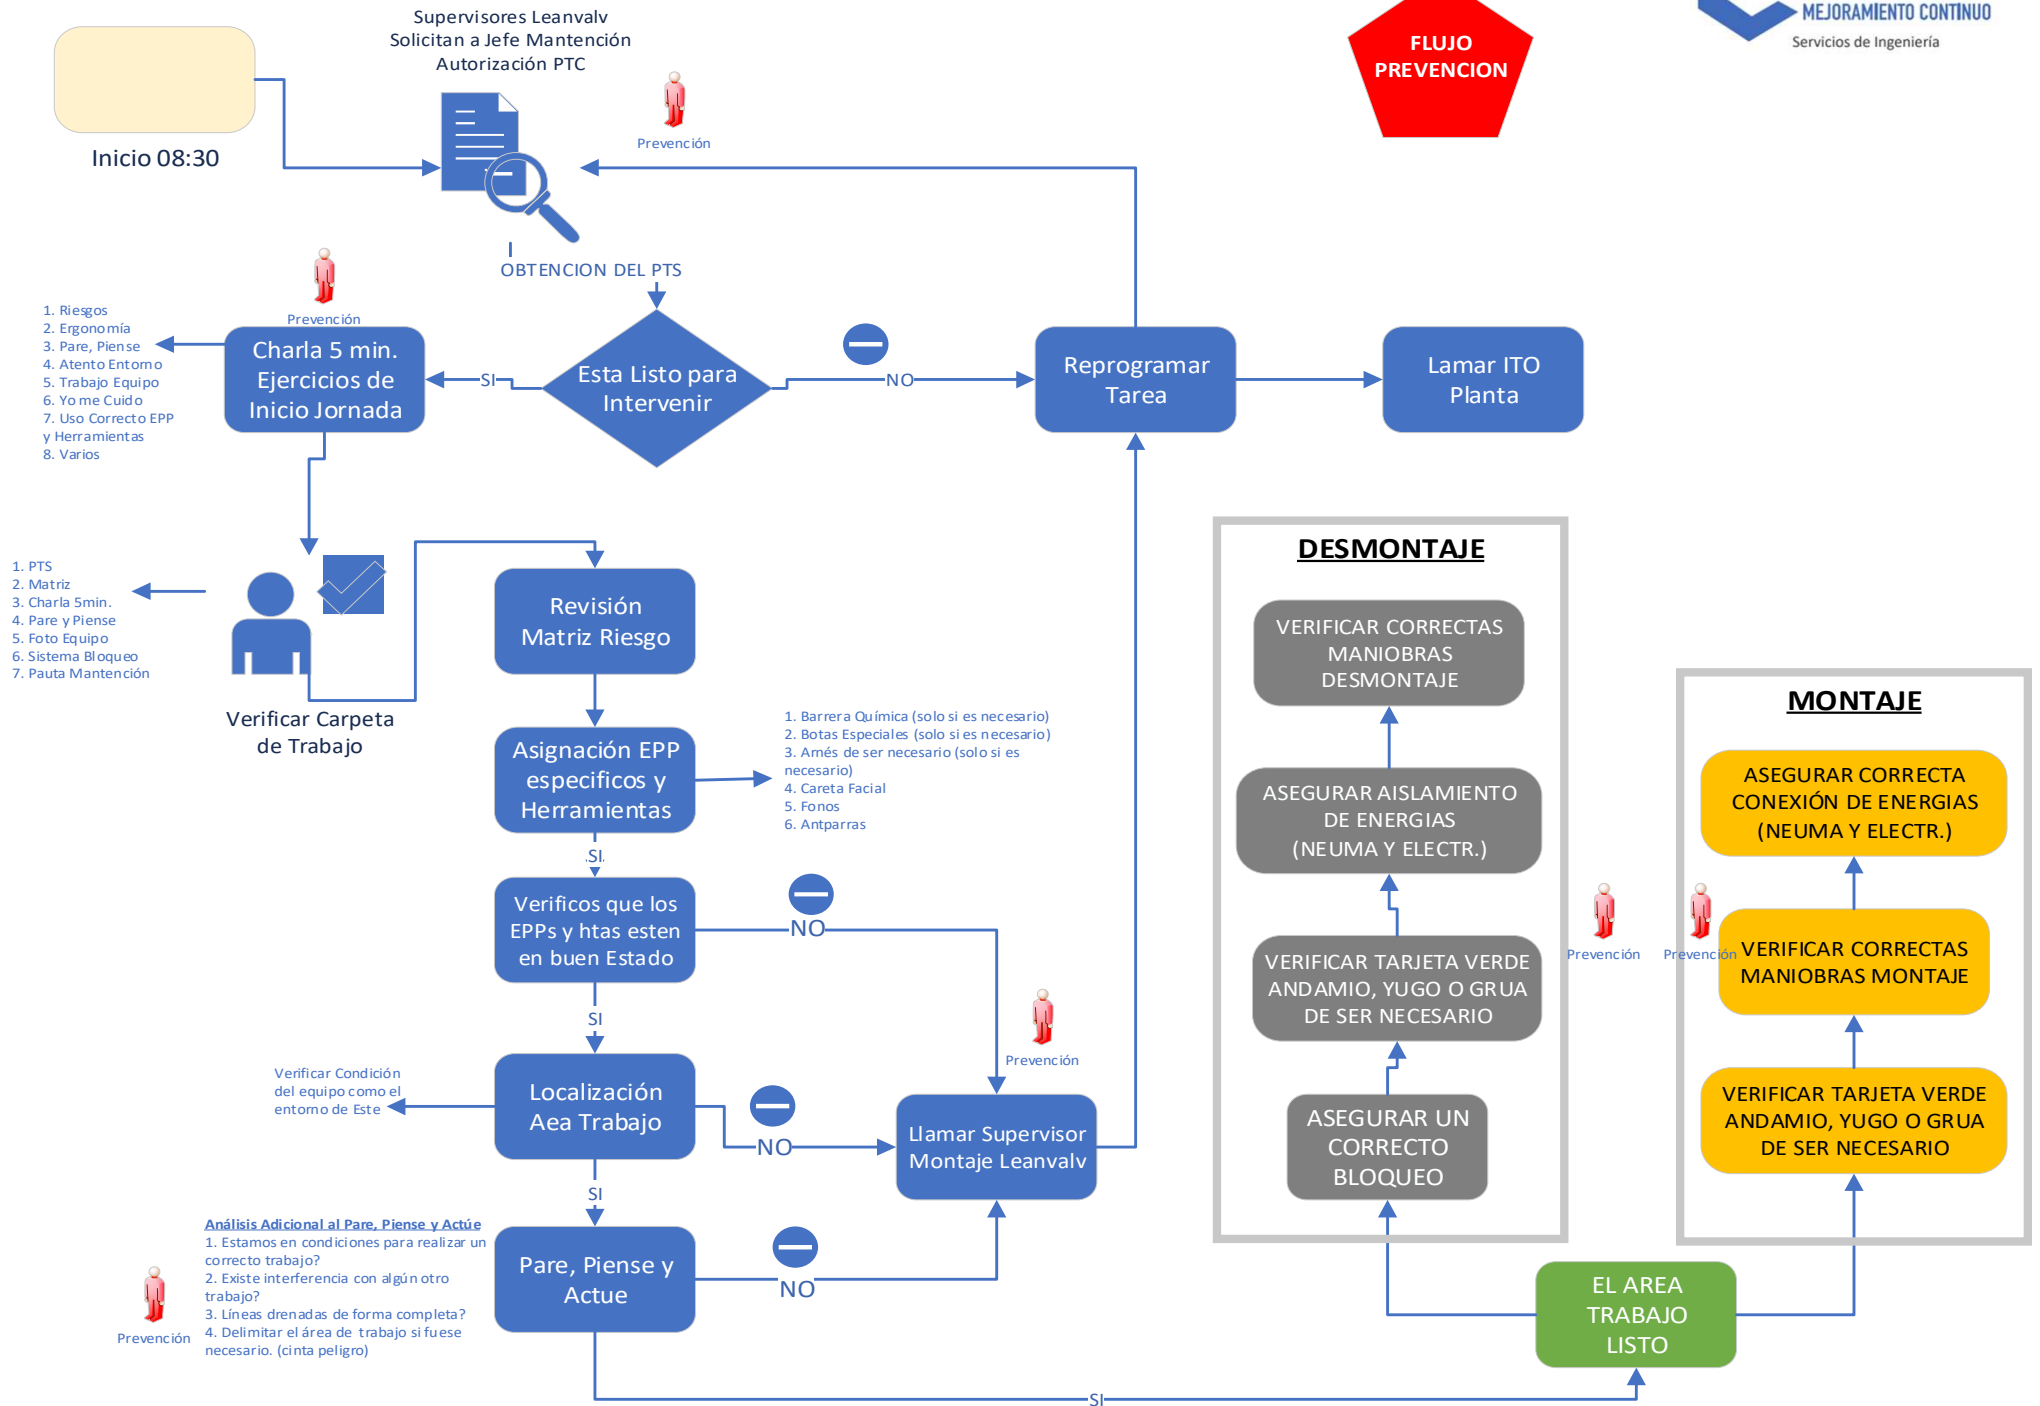 Supervisores Leanvalv
Solicitan a Jefe Mantención
Autorización PTC
FLUJO
PREVENCION
MEJORAMIENTO CONTINUO
Servicios de Ingeniería
Inicio 08:30
Prevención
OBTENCION DEL PTS
Prevención
1. Riesgos
2. Ergonomía
3. Pare, Piense
4. Atento Entorno
5. Trabajo Equipo
6. Yo me Cuido
7. Uso Correcto EPP
y Herramientas
8. Varios
Charla 5 min.
Ejercicios de
Inicio Jornada
SI
Esta Listo para
Intervenir
NO
Reprogramar
Tarea
Lamar ITO
Planta
1. PTS
2. Matriz
3. Charla 5min.
4. Pare y Piense
5. Foto Equipo
6. Sistema Bloqueo
7. Pauta Mantención
Verificar Carpeta
de Trabajo
Revisión
Matriz Riesgo
Asignación EPP
especificos y
Herramientas
1. Barrera Química (solo si es necesario)
2. Botas Especiales (solo si es necesario)
3. Arnés de ser necesario (solo si es
necesario)
4. Careta Facial
5. Fonos
6. Antparras
SI
Verificos que los
EPPs y htas esten
en buen Estado
NO
SI
Prevención
Verificar Condición
del equipo como el
entorno de Este
Localización
Aea Trabajo
NO
Llamar Supervisor
Montaje Leanvalv
SI
Análisis Adicional al Pare, Piense y Actúe
1. Estamos en condiciones para realizar un
correcto trabajo?
2. Existe interferencia con algún otro
trabajo?
3. Líneas drenadas de forma completa?
4. Delimitar el área de trabajo si fuese
necesario. (cinta peligro)
Prevención
Pare, Piense y
Actue
NO
SI
DESMONTAJE
VERIFICAR CORRECTAS
MANIOBRAS
DESMONTAJE
ASEGURAR AISLAMIENTO
DE ENERGIAS
(NEUMA Y ELECTR.)
VERIFICAR TARJETA VERDE
ANDAMIO, YUGO O GRUA
DE SER NECESARIO
ASEGURAR UN
CORRECTO
BLOQUEO
Prevención
Prevención
MONTAJE
ASEGURAR CORRECTA
CONEXIÓN DE ENERGIAS
(NEUMA Y ELECTR.)
VERIFICAR CORRECTAS
MANIOBRAS MONTAJE
VERIFICAR TARJETA VERDE
ANDAMIO, YUGO O GRUA
DE SER NECESARIO
EL AREA
TRABAJO
LISTO